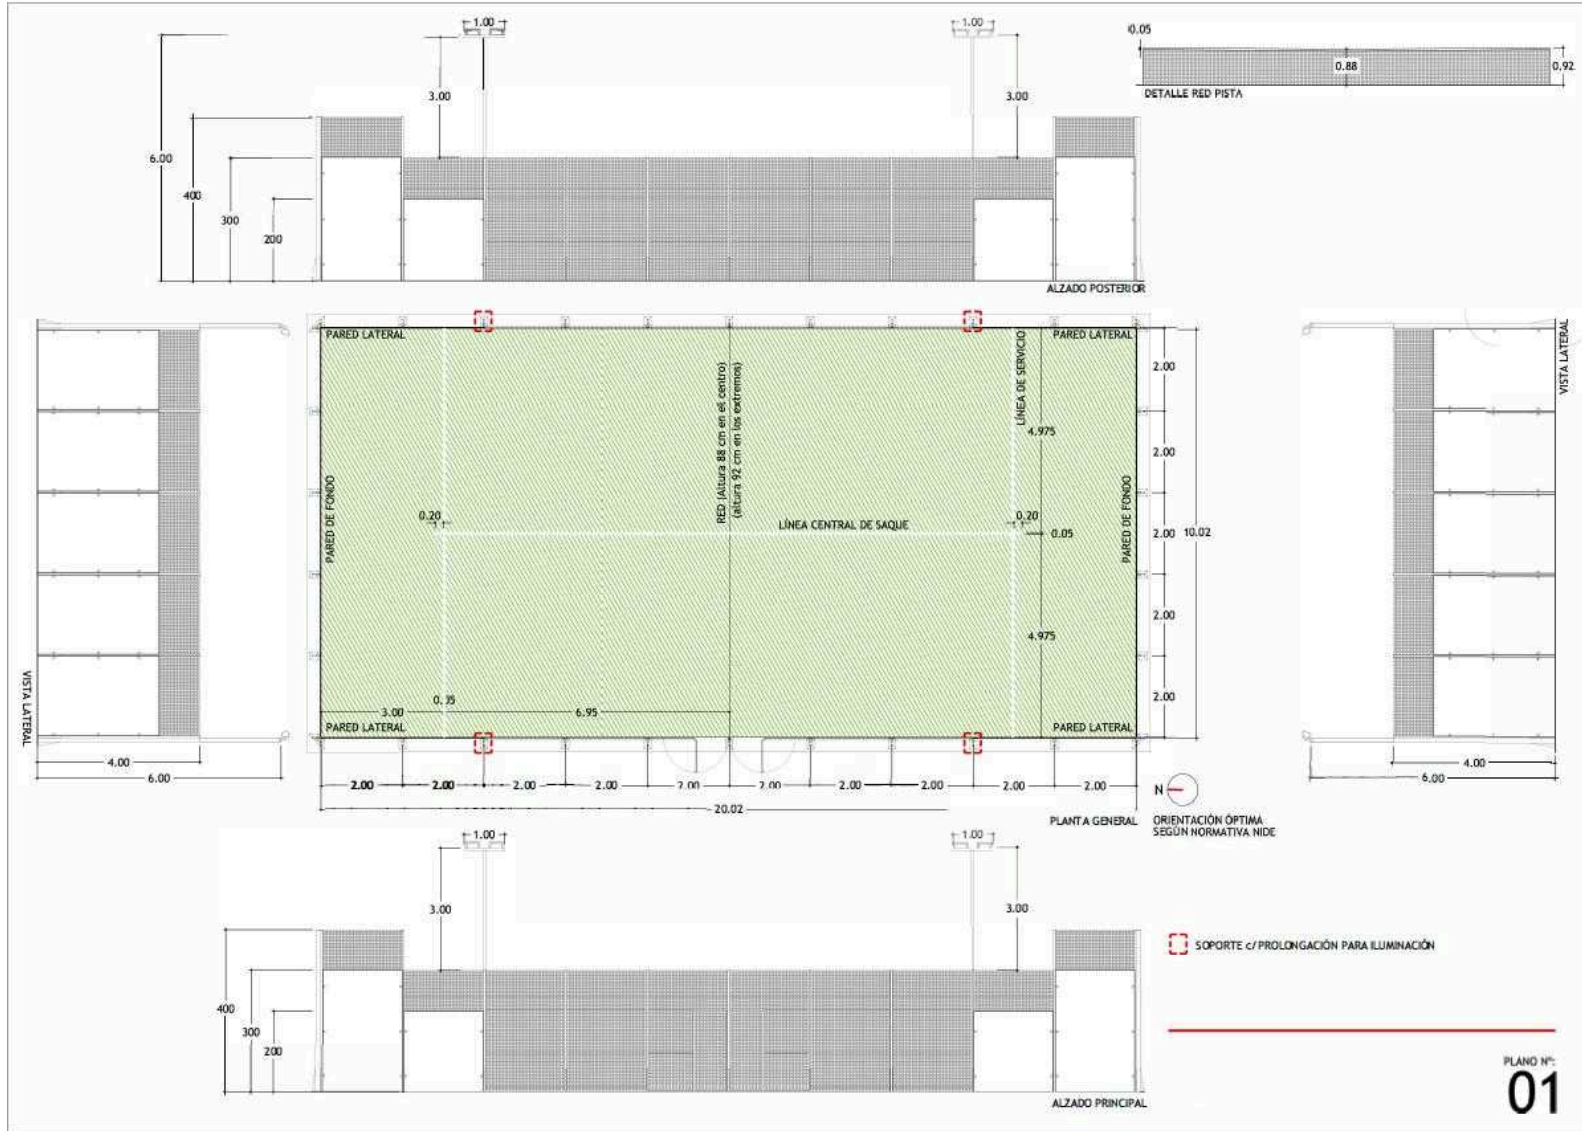 1.00
1.00
3.00
3.00
6.00
400
300
200
ALZADO POSTERIOR
0.05
0.88
0.92
DETALLE RED PISTA
VISTA LATERAL
4.00
6.00
PARED LATERAL
PARED LATERAL
PARED DE FONDO
RED (Altura 88 cm en el centro)
(altura 92 cm en los extremos)
LÍNEA DE SERVICIO
4.975
0.20
LÍNEA CENTRAL DE SAQUE
0.20
0.05
PARED DE FONDO
4.975
3.00
6.95
PARED LATERAL
PARED LATERAL
2.00
2.00
2.00
2.00
2.00
10.02
2.00
2.00
2.00
2.00
2.00
2.00
2.00
2.00
2.00
2.00
20.02
PLANTA GENERAL
N
ORIENTACIÓN ÓPTIMA
SEGÚN NORMATIVA NIDE
VISTA LATERAL
4.00
6.00
1.00
1.00
3.00
3.00
400
300
200
ALZADO PRINCIPAL
SOPORTE c/ PROLONGACIÓN PARA ILUMINACIÓN
PLANO Nº:
01